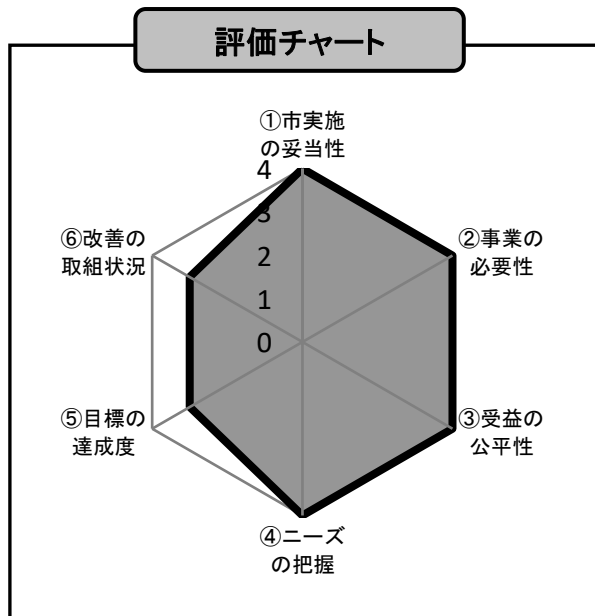 評価チャート
①市実施
の妥当性
4
3
2
1
0
②事業の
必要性
③受益の
公平性
④ニーズ
の把握
⑤目標の
達成度
⑥改善の
取組状況